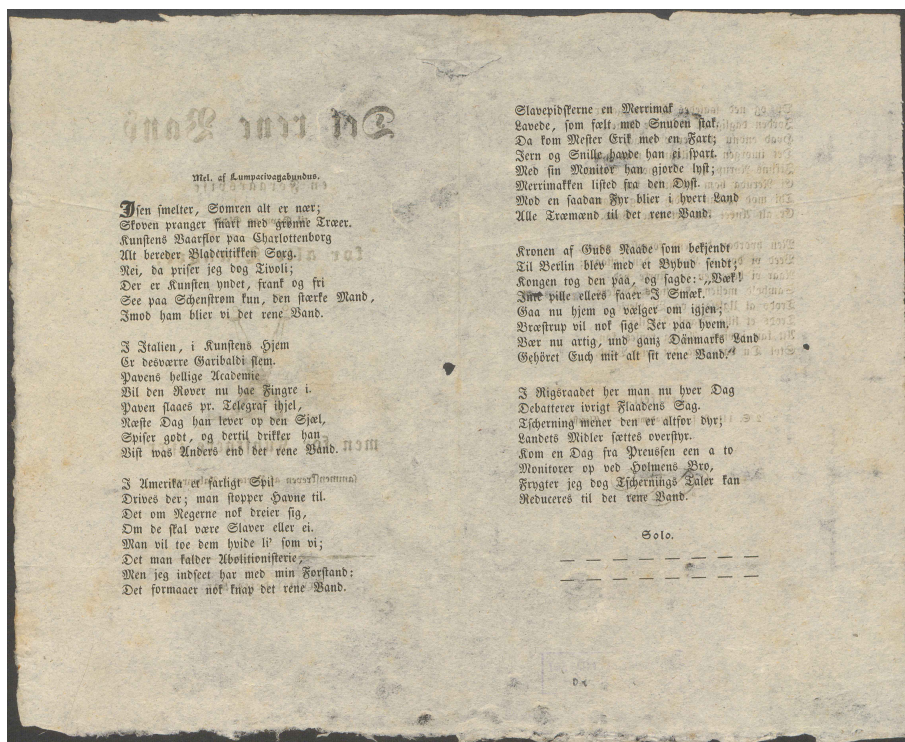 Mel. af Lumpacivagabundus.
Isen smelter, Somren alt er nær;
Skoven pranger snart med grønne Træer.
Kunstens Vaarflor paa Charlottenborg
Alt bereder Bladcritikken Sorg.
Nei, da priser jeg dog Tivoli;
Der er Kunsten yndet, frank og fri
See paa Schenstrøm kun, den stærke Mand,
Imod ham blier vi det rene Vand.
I Italien, i Kunstens Hjem
Er desværre Garibaldi slem.
Pavens hellige Academie
Vil den Røver nu hae Fingre i.
Paven slaaes pr. Telegraf ihjel,
Næste Dag han lever op den Sjæl,
Spiser godt, og dertil drikker han
Vist was Anders end det rene Vand.
I Amerika et farligt Spil
Drives der; man stopper Havne til.
Det om Negerne nok dreier sig,
Om de skal være Slaver eller ei.
Man vil toe dem hvide li' som vi;
Det man kalder Abolitionisterie,
Men jeg indseet har med min Forstand:
Det formaaer nok knap det rene Vand.
Slavepidskerne en Merrimak
Lavede, som fælt med Snuden stak.
Da kom Mester Erik med en Fart;
Jern og Snille havde han ei spart.
Med sin Monitor han gjorde lyst;
Merrimakken listed fra den Dyst.
Mod en saadan Fyr blier i hvert Land
Alle Træmænd til det rene Vand.
Kronen af Guds Naade som bekjendt
Til Berlin blev med et Bybud sendt;
Kongen tog den paa, og sagde: „Væk!
Inte pille ellers faaer I Smæk.
Gaa nu hjem og vælger om igjen;
Bræstrup vil nok sige Jer paa hvem,
Vær nu artig, und ganz Dänmarks Land
Gehöret Euch mit alt sit rene Vand."
I Rigsraadet her man nu hver Dag
Debatterer ivrigt Flaadens Sag.
Tscherning mener den er altfor dyr;
Landets Midler sættes overstyr.
Kom en Dag fra Preussen een a to
Monitorer op ved Holmens Bro,
Frygter jeg dog Tschernings Taler kan
Reduceres til det rene Vand.
Solo.
— — — — — — — —
— — — — — — — —